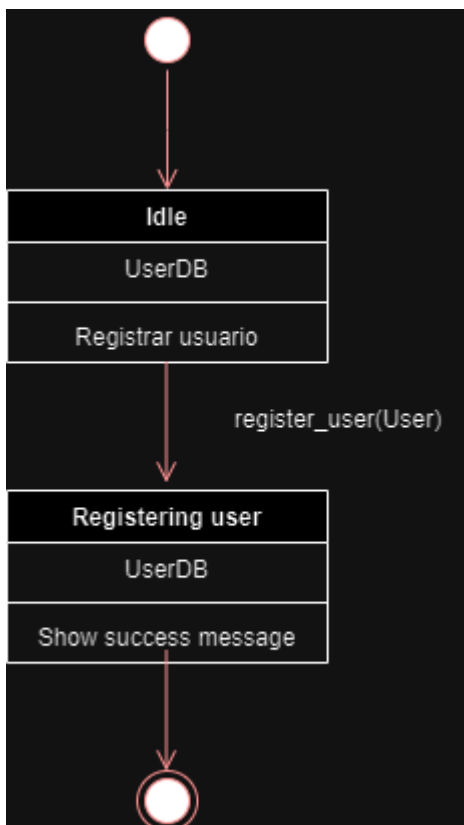 Idle
UserDB
Registrar usuario
register_user(User)
Registering user
UserDB
Show success message